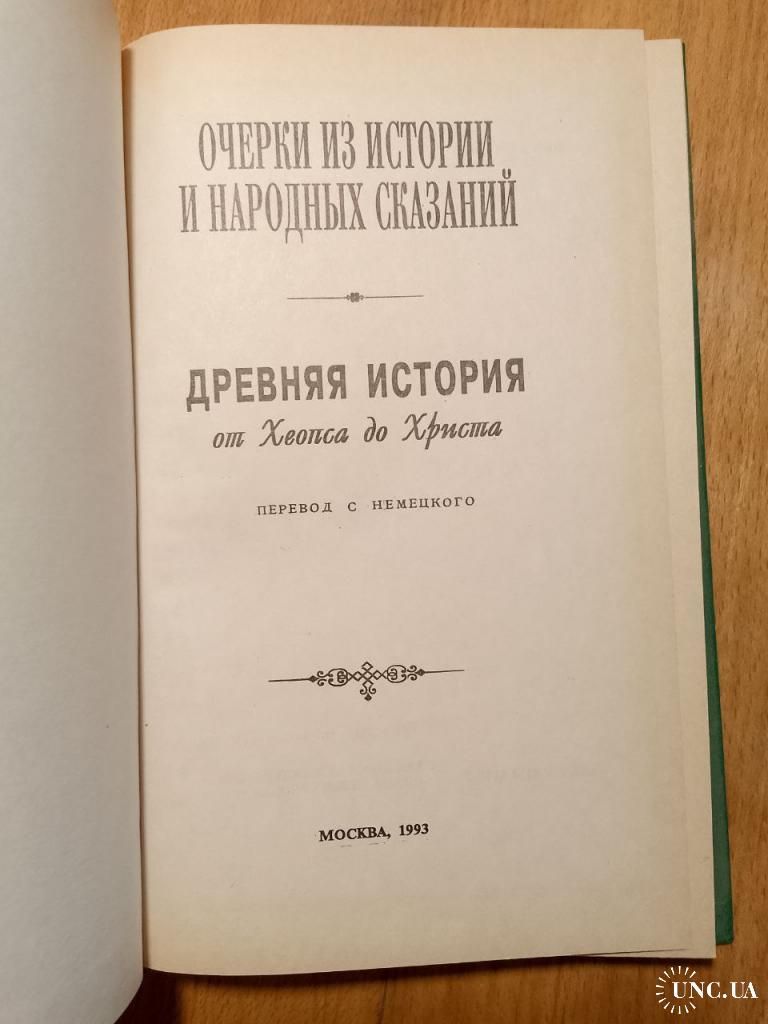 ОЧЕРКИ ИЗ ИСТОРИИ
И НАРОДНЫХ СКАЗАНИЙ
ДРЕВНЯЯ ИСТОРИЯ
от Хеопса до Христа
ПЕРЕВОД С НЕМЕЦКОГО
МОСКВА, 1993
UNC.UA